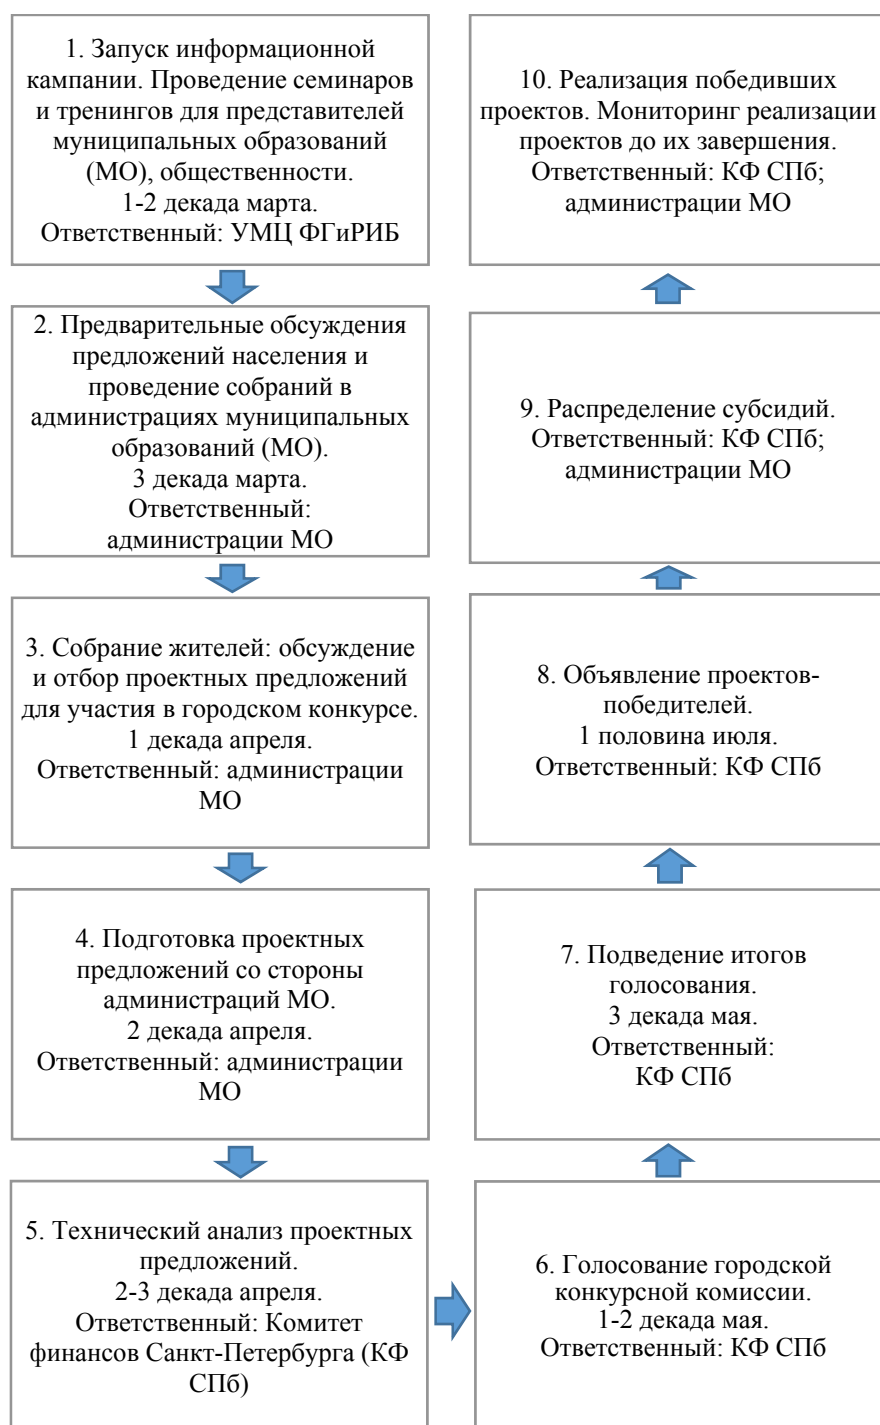 1. Запуск информационной
кампании. Проведение семинаров
и тренингов для представителей
муниципальных образований
(МО), общественности.
1-2 декада марта.
Ответственный: УМЦ ФГиРИБ
2. Предварительные обсуждения
предложений населения и
проведение собраний в
администрациях муниципальных
образований (МО).
3 декада марта.
Ответственный:
администрации МО
3. Собрание жителей: обсуждение
и отбор проектных предложений
для участия в городском конкурсе.
1 декада апреля.
Ответственный: администрации
МО
4. Подготовка проектных
предложений со стороны
администраций МО.
2 декада апреля.
Ответственный: администрации
МО
5. Технический анализ проектных
предложений.
2-3 декада апреля.
Ответственный: Комитет
финансов Санкт-Петербурга (КФ
СПб)
6. Голосование городской
конкурсной комиссии.
1-2 декада мая.
Ответственный: КФ СПб
7. Подведение итогов
голосования.
3 декада мая.
Ответственный:
КФ СПб
8. Объявление проектов-
победителей.
1 половина июля.
Ответственный: КФ СПб
9. Распределение субсидий.
Ответственный: КФ СПб;
администрации МО
10. Реализация победивших
проектов. Мониторинг реализации
проектов до их завершения.
Ответственный: КФ СПб;
администрации МО